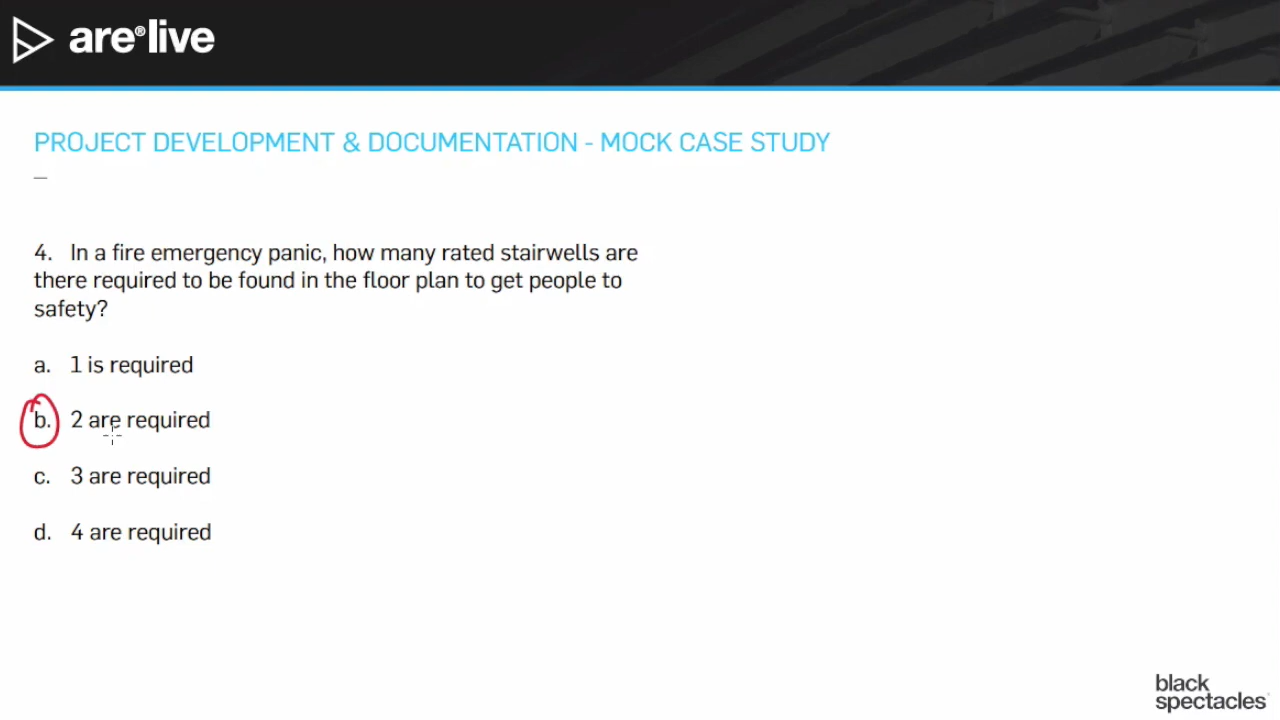 are®live
PROJECT DEVELOPMENT & DOCUMENTATION - MOCK CASE STUDY
4. In a fire emergency panic, how many rated stairwells are
there required to be found in the floor plan to get people to
safety?
a. 1 is required
b. 2 are required
c. 3 are required
d. 4 are required
black
spectacles